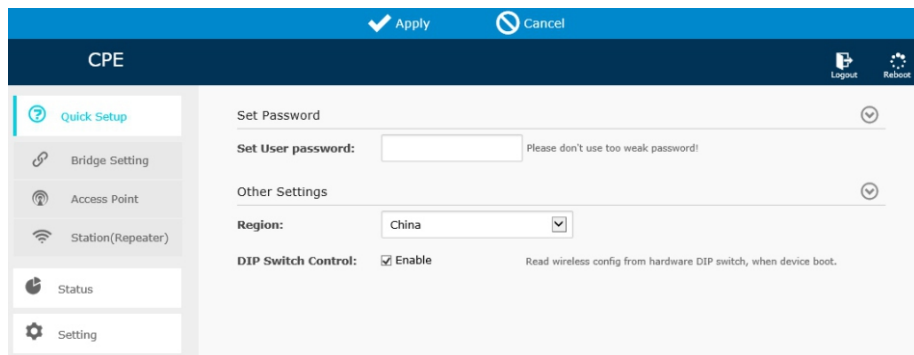 Apply Cancel
CPE
Logout Reboot
Quick Setup
Bridge Setting
Access Point
Station(Repeater)
Status
Setting
Set Password
Set User password: Please don't use too weak password!
Other Settings
Region: China
DIP Switch Control: Enable Read wireless config from hardware DIP switch, when device boot.